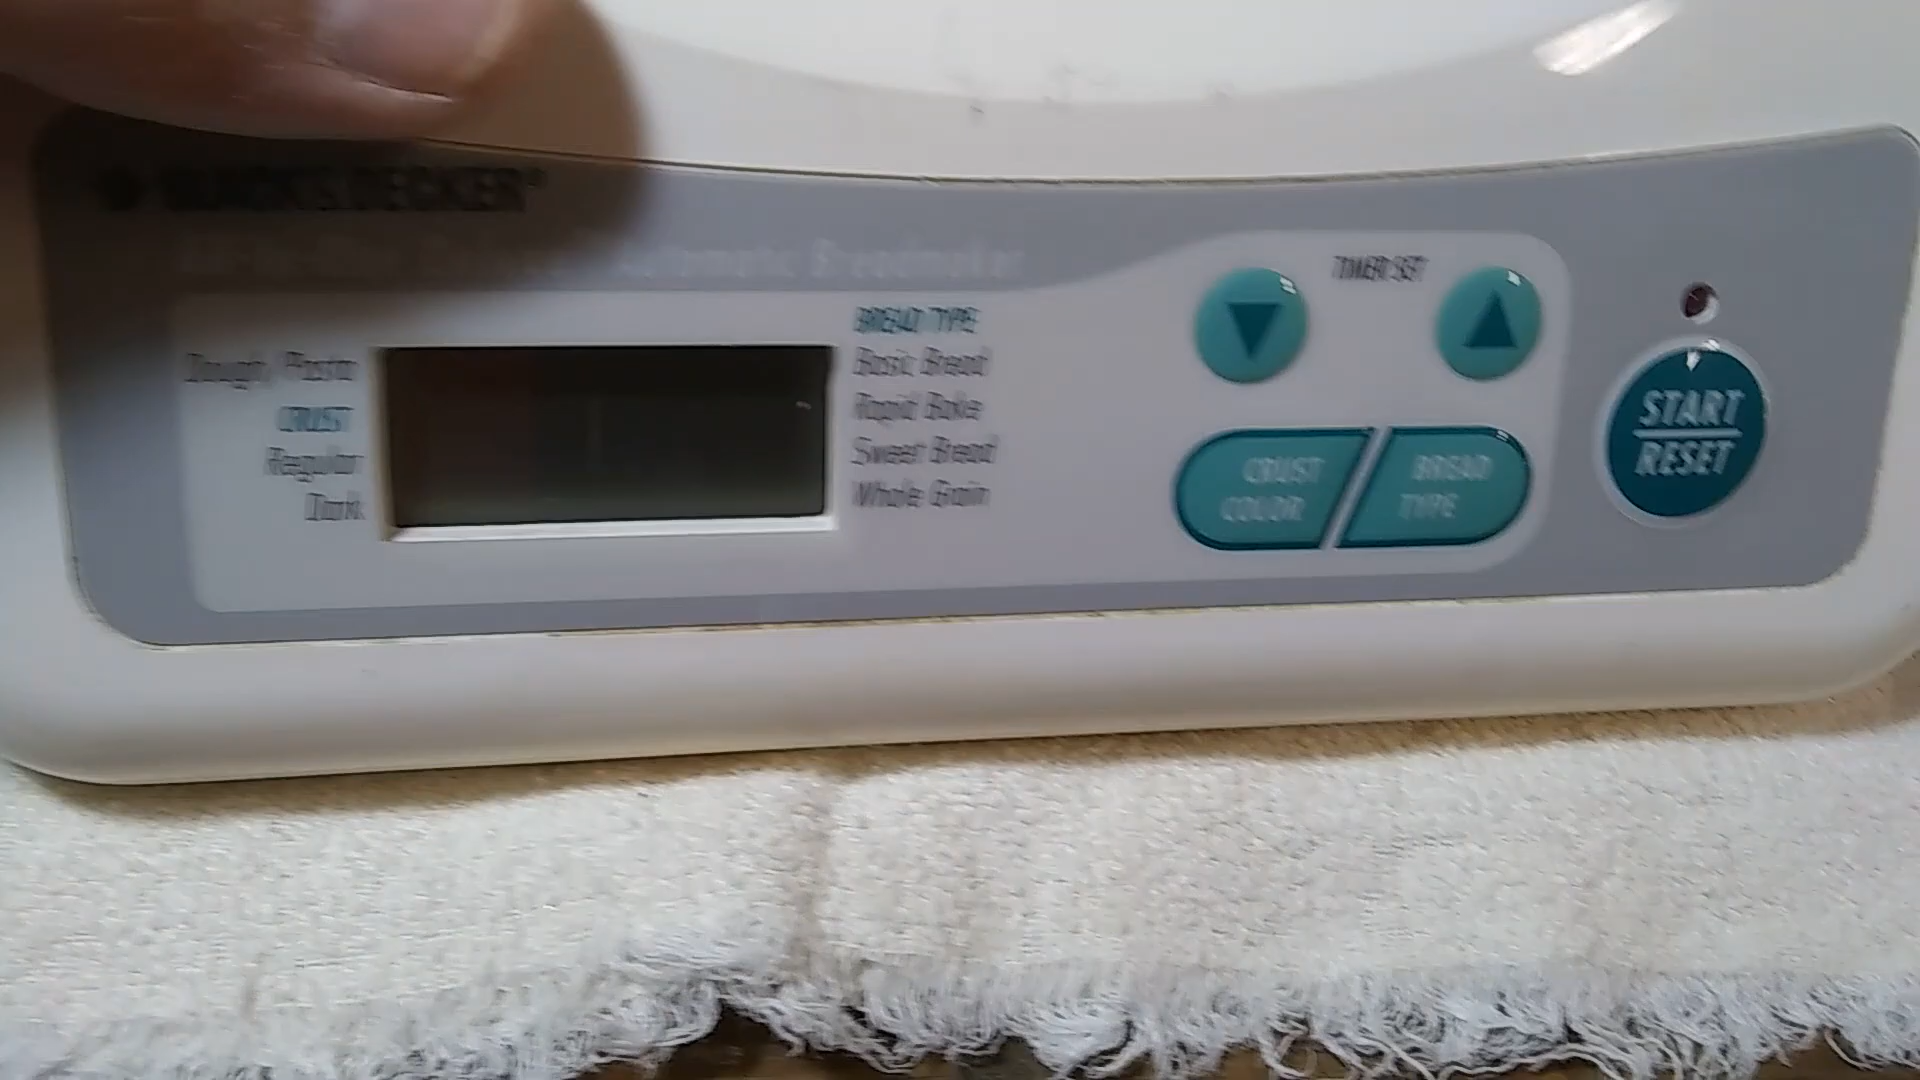 BLACK & DECKER®
Automatic Breadmaker
TIMER SET
BREAD TYPE
Dough Pasta
Basic Bread
CRUST
Rapid Bake
Regular
Sweet Bread
Dark
Whole Grain
CRUST
COLOR
BREAD
TYPE
START
RESET